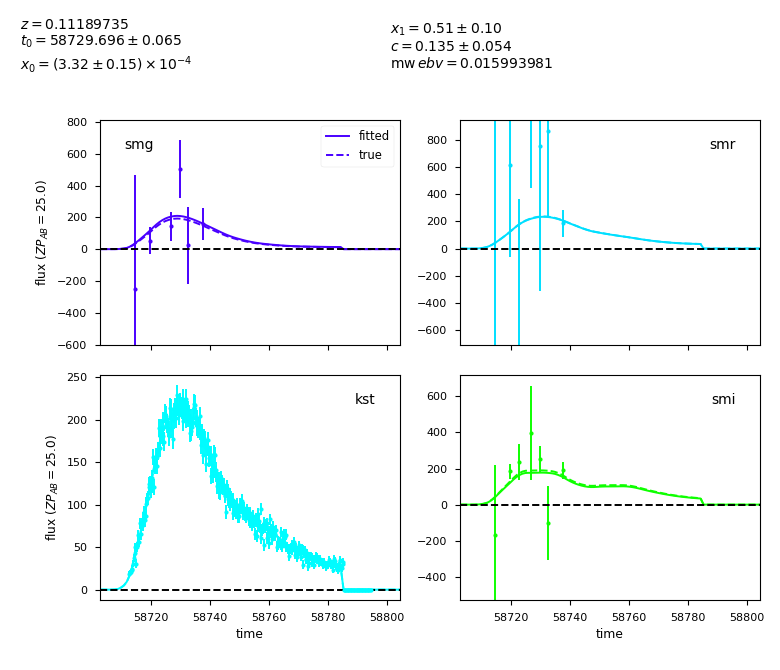 z = 0.11189735
t₀ = 58729.696 ± 0.065
x₀ = (3.32 ± 0.15) × 10⁻⁴
x₁ = 0.51 ± 0.10
c = 0.135 ± 0.054
mw ebv = 0.015993981
800
600
400
200
0
−200
−400
−600
flux (ZP_AB = 25.0)
smg
fitted
true
800
600
400
200
0
−200
−400
−600
smr
250
200
150
100
50
0
flux (ZP_AB = 25.0)
kst
58720 58740 58760 58780 58800
time
600
400
200
0
−200
−400
smi
58720 58740 58760 58780 58800
time